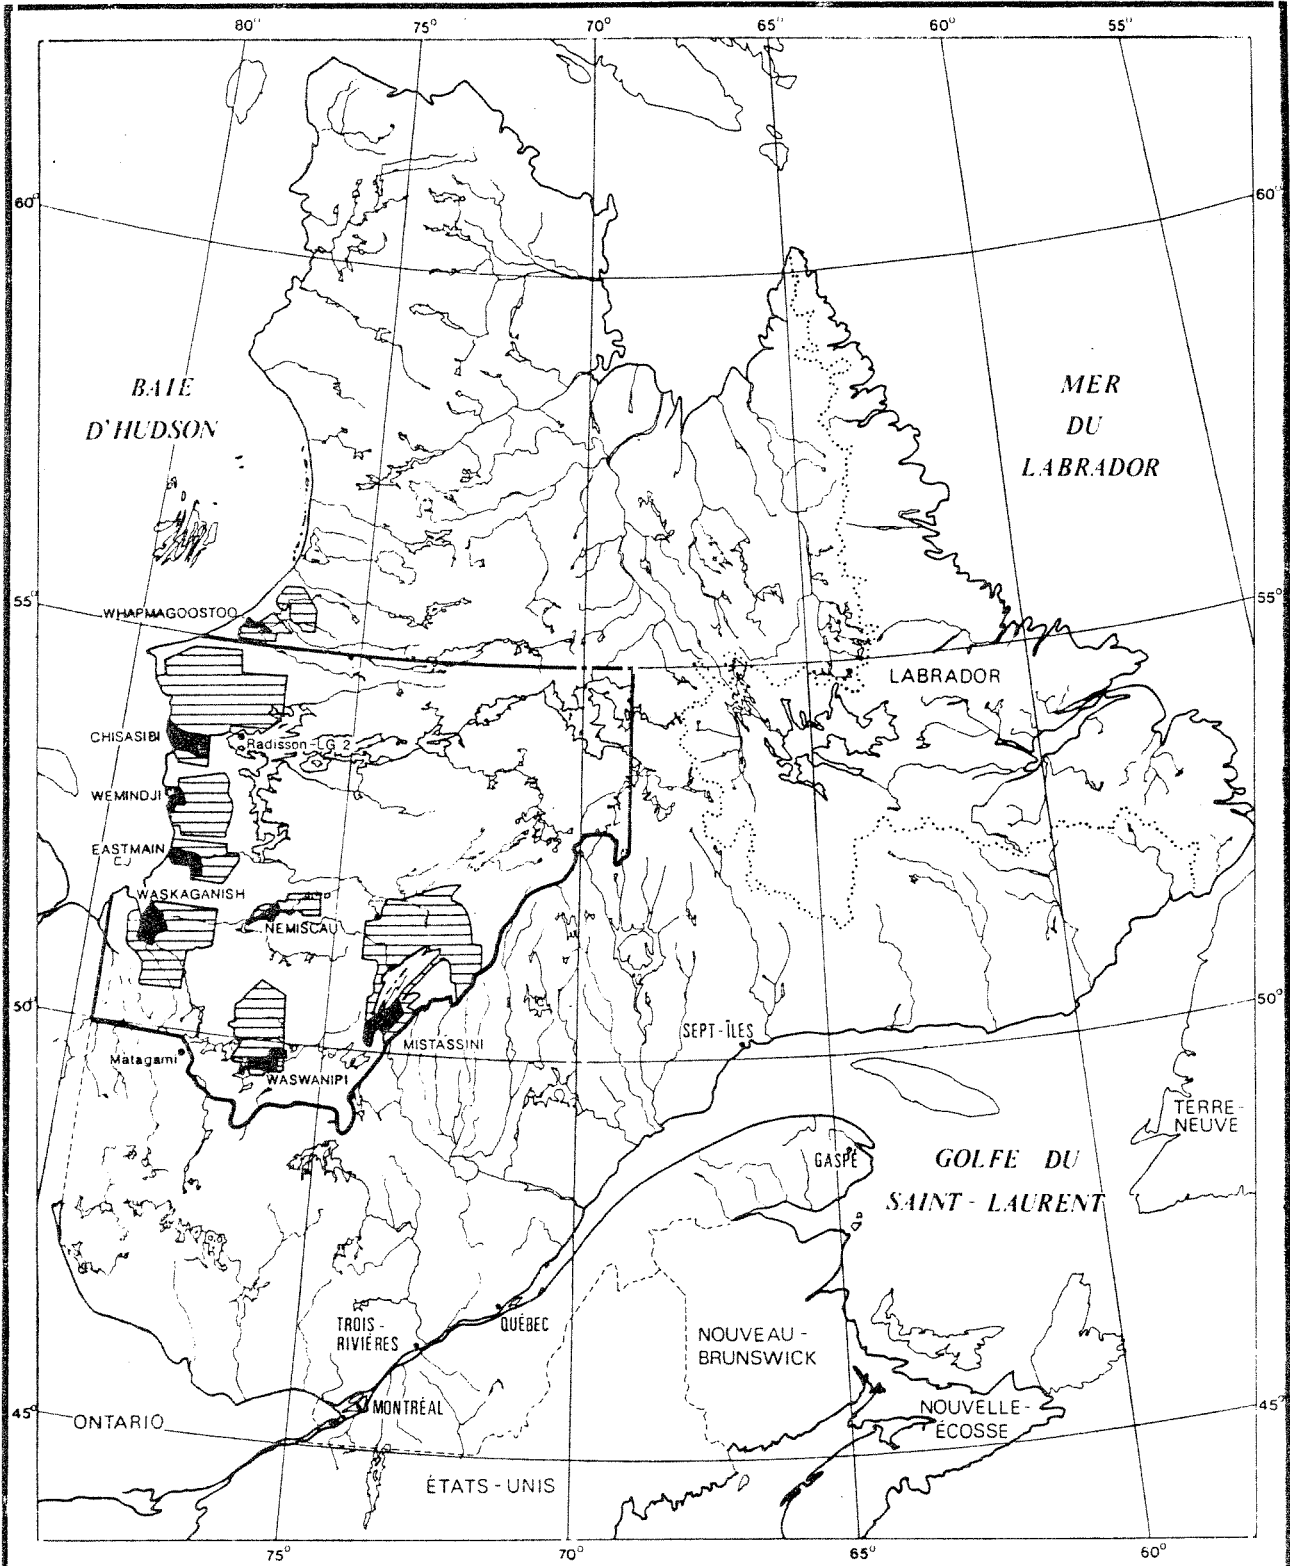 80°
75°
70°
65°
60°
55°
60°
60°
BAIE
D'HUDSON
MER
DU
LABRADOR
55°
55°
WHAPMAGOOSTOO
LABRADOR
CHISASIBI
Radisson-LG 2
WEMINDJI
EASTMAIN
CJ
WASKAGANISH
NEMISCAU
50°
50°
SEPT-ÎLES
MISTASSINI
Matagami
WASWANIPI
TERRE-
NEUVE
GASPÉ
GOLFE DU
SAINT-LAURENT
TROIS-
RIVIÈRES
QUÉBEC
NOUVEAU-
BRUNSWICK
MONTRÉAL
45°
45°
ONTARIO
NOUVELLE-
ÉCOSSE
ÉTATS-UNIS
75°
70°
65°
60°